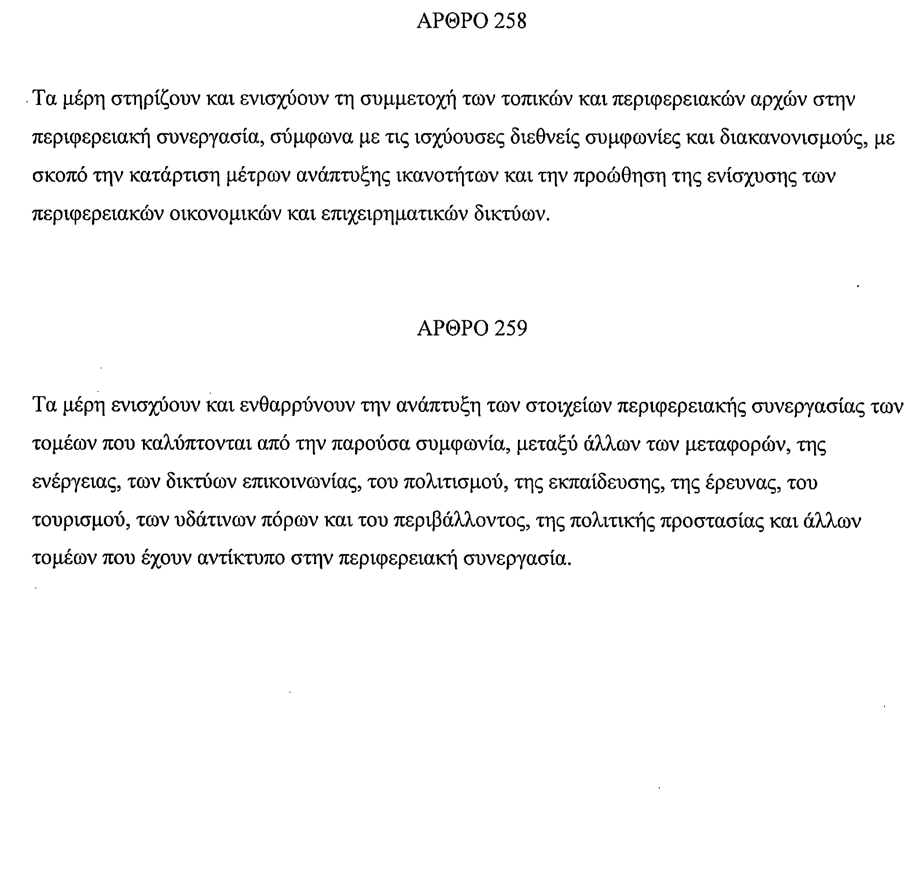 ΑΡΘΡΟ 258
Τα μέρη στηρίζουν και ενισχύουν τη συμμετοχή των τοπικών και περιφερειακών αρχών στην
περιφερειακή συνεργασία, σύμφωνα με τις ισχύουσες διεθνείς συμφωνίες και διακανονισμούς, με
σκοπό την κατάρτιση μέτρων ανάπτυξης ικανοτήτων και την προώθηση της ενίσχυσης των
περιφερειακών οικονομικών και επιχειρηματικών δικτύων.
ΑΡΘΡΟ 259
Τα μέρη ενισχύουν και ενθαρρύνουν την ανάπτυξη των στοιχείων περιφερειακής συνεργασίας των
τομέων που καλύπτονται από την παρούσα συμφωνία, μεταξύ άλλων των μεταφορών, της
ενέργειας, των δικτύων επικοινωνίας, του πολιτισμού, της εκπαίδευσης, της έρευνας, του
τουρισμού, των υδάτινων πόρων και του περιβάλλοντος, της πολιτικής προστασίας και άλλων
τομέων που έχουν αντίκτυπο στην περιφερειακή συνεργασία.